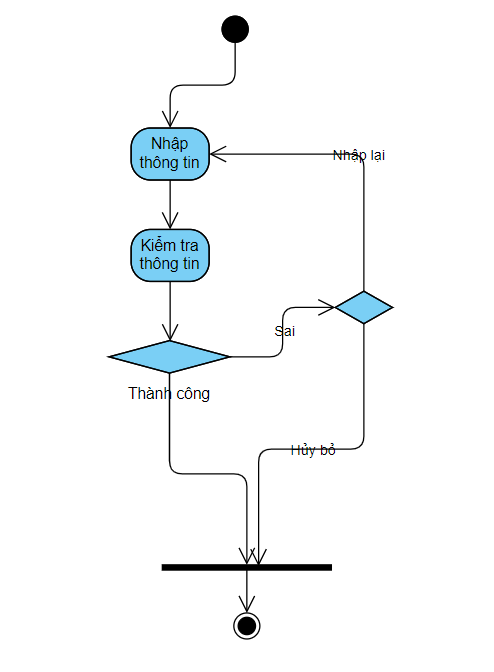 Nhập
thông tin
Nhập lại
Kiểm tra
thông tin
Sai
Thành công
Hủy bỏ